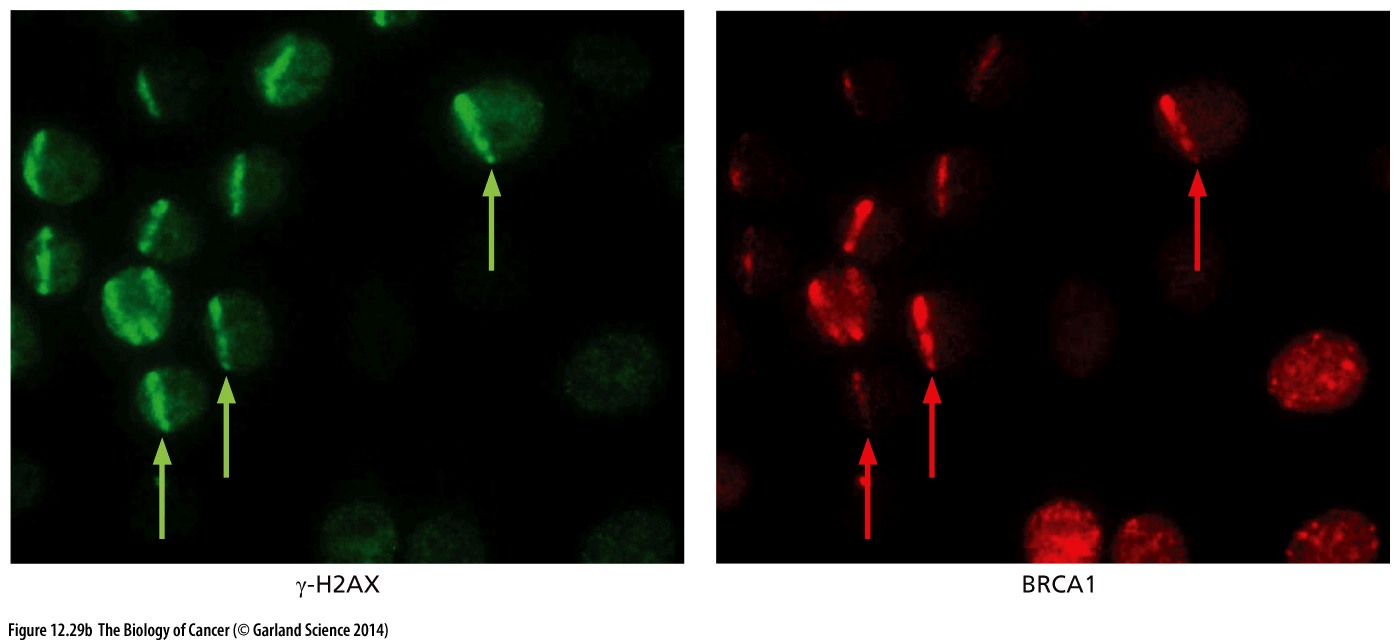 γ-H2AX
BRCA1
Figure 12.29b The Biology of Cancer (© Garland Science 2014)